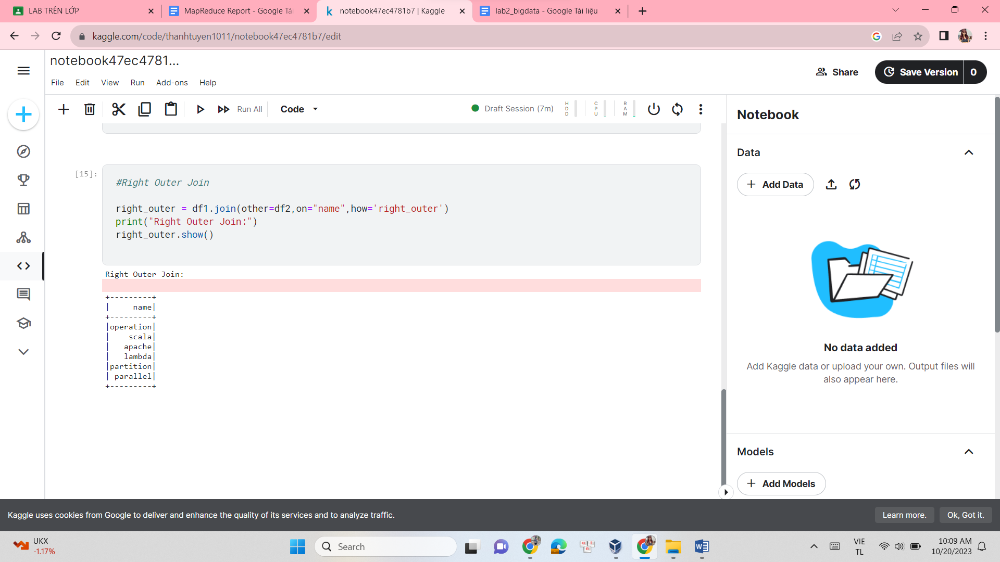 LAB TRÊN LỚP
MapReduce Report - Google Tài
notebook47ec4781b7 | Kaggle
lab2_bigdata - Google Tài liệu
kaggle.com/code/thanhtuyen1011/notebook47ec4781b7/edit
notebook47ec4781...
File Edit View Run Add-ons Help
Share
Save Version 0
Run All
Code
Draft Session (7m)
HDD
CPU
RAM
Notebook
Data
+ Add Data
No data added
Add Kaggle data or upload your own. Output files will
also appear here.
Models
+ Add Models
[15]:
#Right Outer Join
right_outer = df1.join(other=df2,on="name",how='right_outer')
print("Right Outer Join:")
right_outer.show()
Right Outer Join:
+---------+
|     name|
+---------+
|operation|
|    scala|
|   apache|
|   lambda|
|partition|
| parallel|
+---------+
Kaggle uses cookies from Google to deliver and enhance the quality of its services and to analyze traffic.
Learn more.
Ok, Got it.
UKX
-1.17%
Search
VIE
TL
10:09 AM
10/20/2023